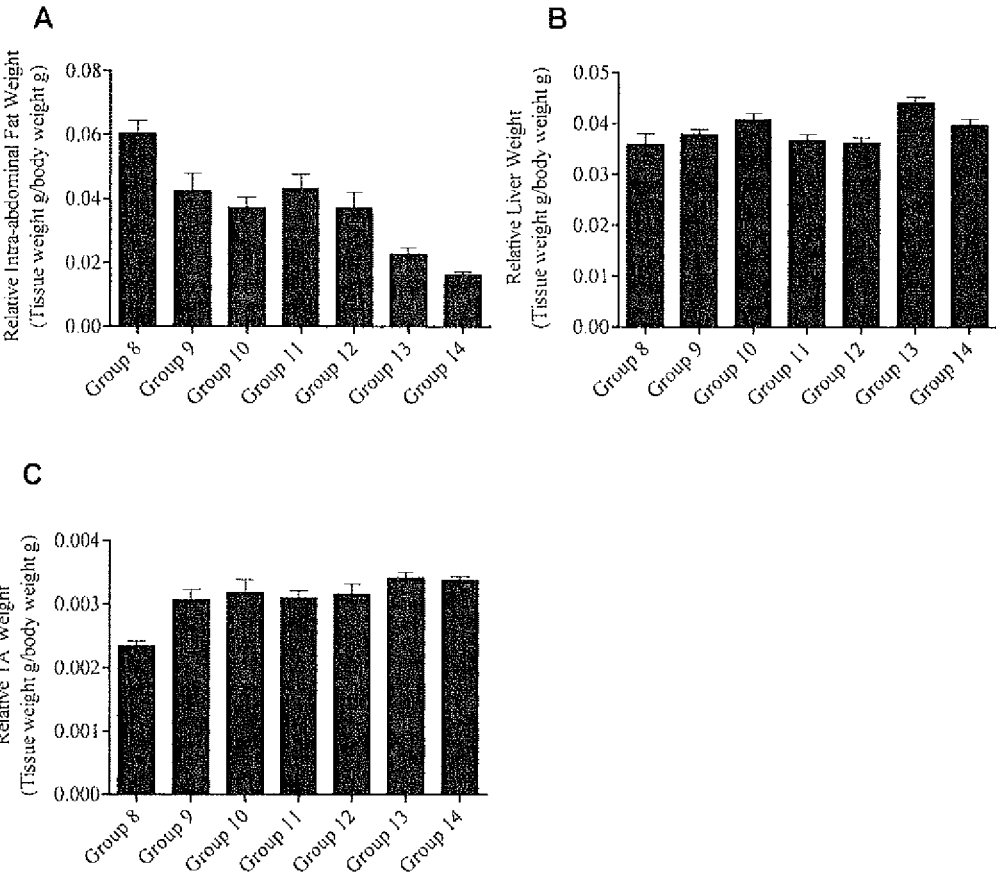 A
Relative Intra-abdominal Fat Weight
(Tissue weight g/body weight g)
0.08
0.06
0.04
0.02
0.00
Group 8
Group 9
Group 10
Group 11
Group 12
Group 13
Group 14
B
Relative Liver Weight
(Tissue weight g/body weight g)
0.05
0.04
0.03
0.02
0.01
0.00
Group 8
Group 9
Group 10
Group 11
Group 12
Group 13
Group 14
C
Relative TA Weight
(Tissue weight g/body weight g)
0.004
0.003
0.002
0.001
0.000
Group 8
Group 9
Group 10
Group 11
Group 12
Group 13
Group 14